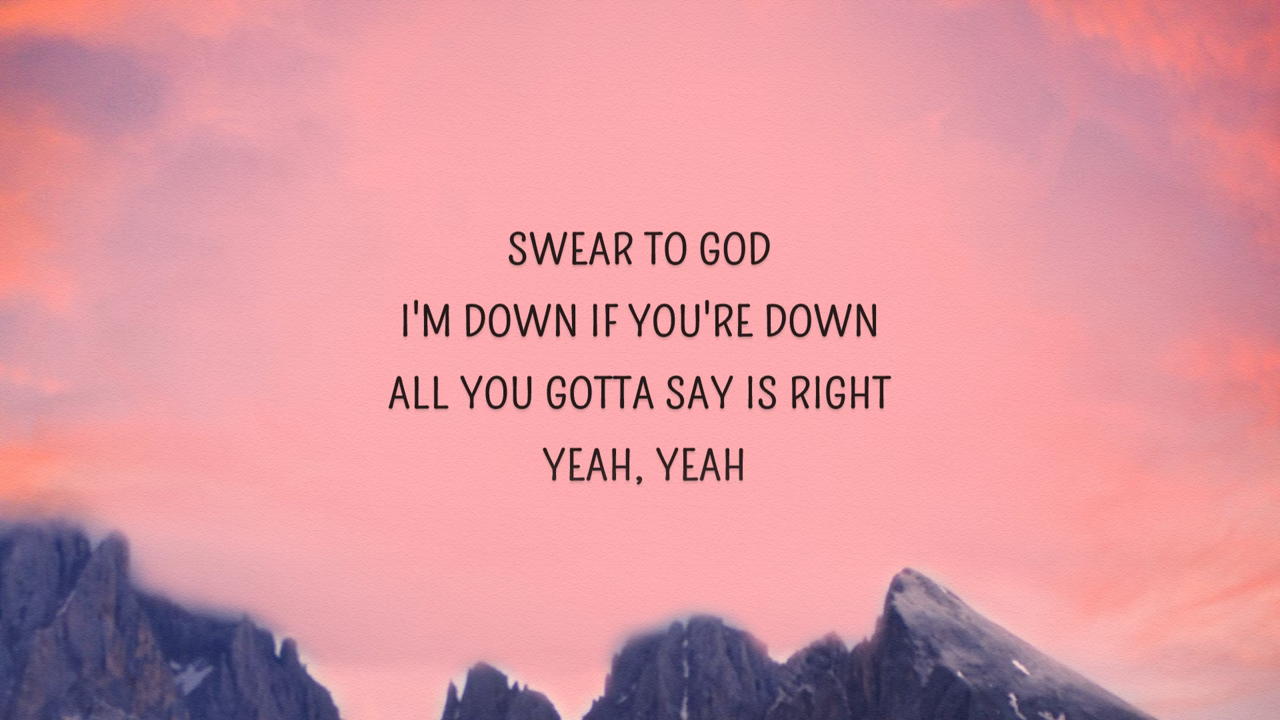 SWEAR TO GOD
I'M DOWN IF YOU'RE DOWN
ALL YOU GOTTA SAY IS RIGHT
YEAH, YEAH